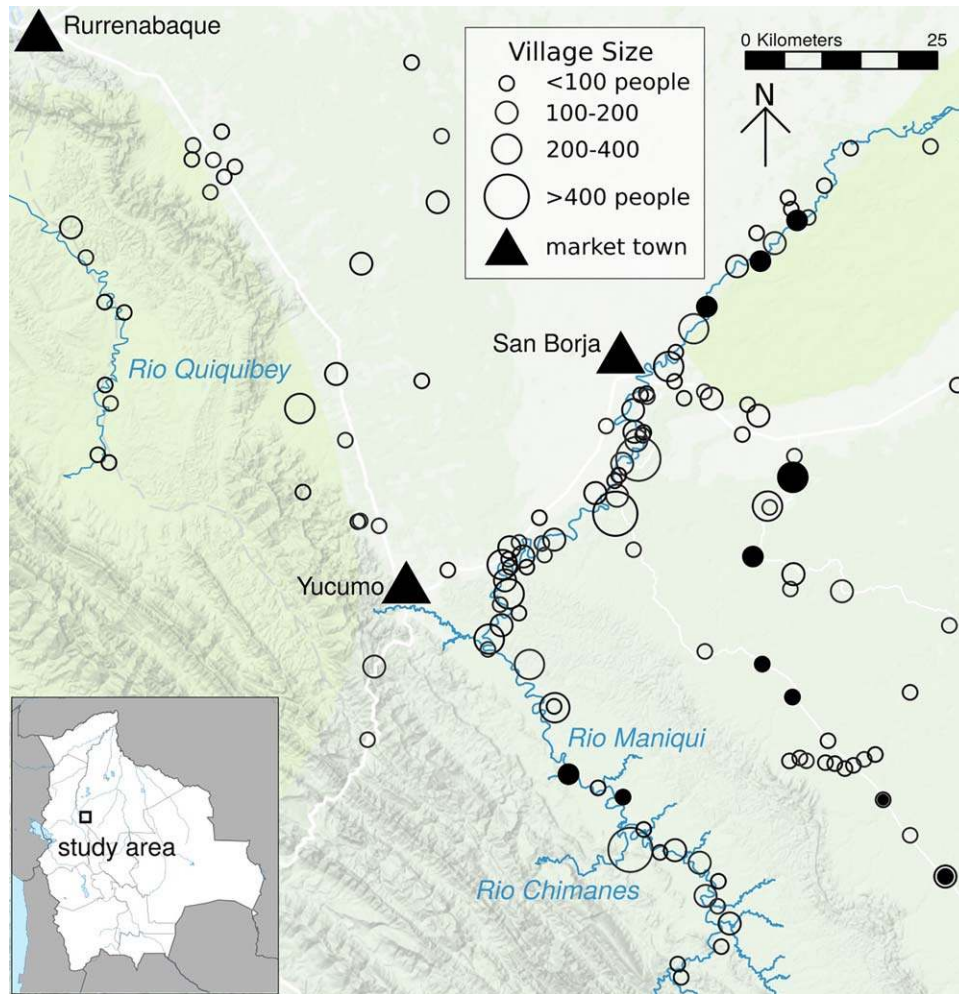 Rurrenabaque
Village Size
<100 people
100-200
200-400
>400 people
market town
0 Kilometers 25
N
San Borja
Rio Quiquibey
Yucumo
Rio Maniqui
Rio Chimanes
study area